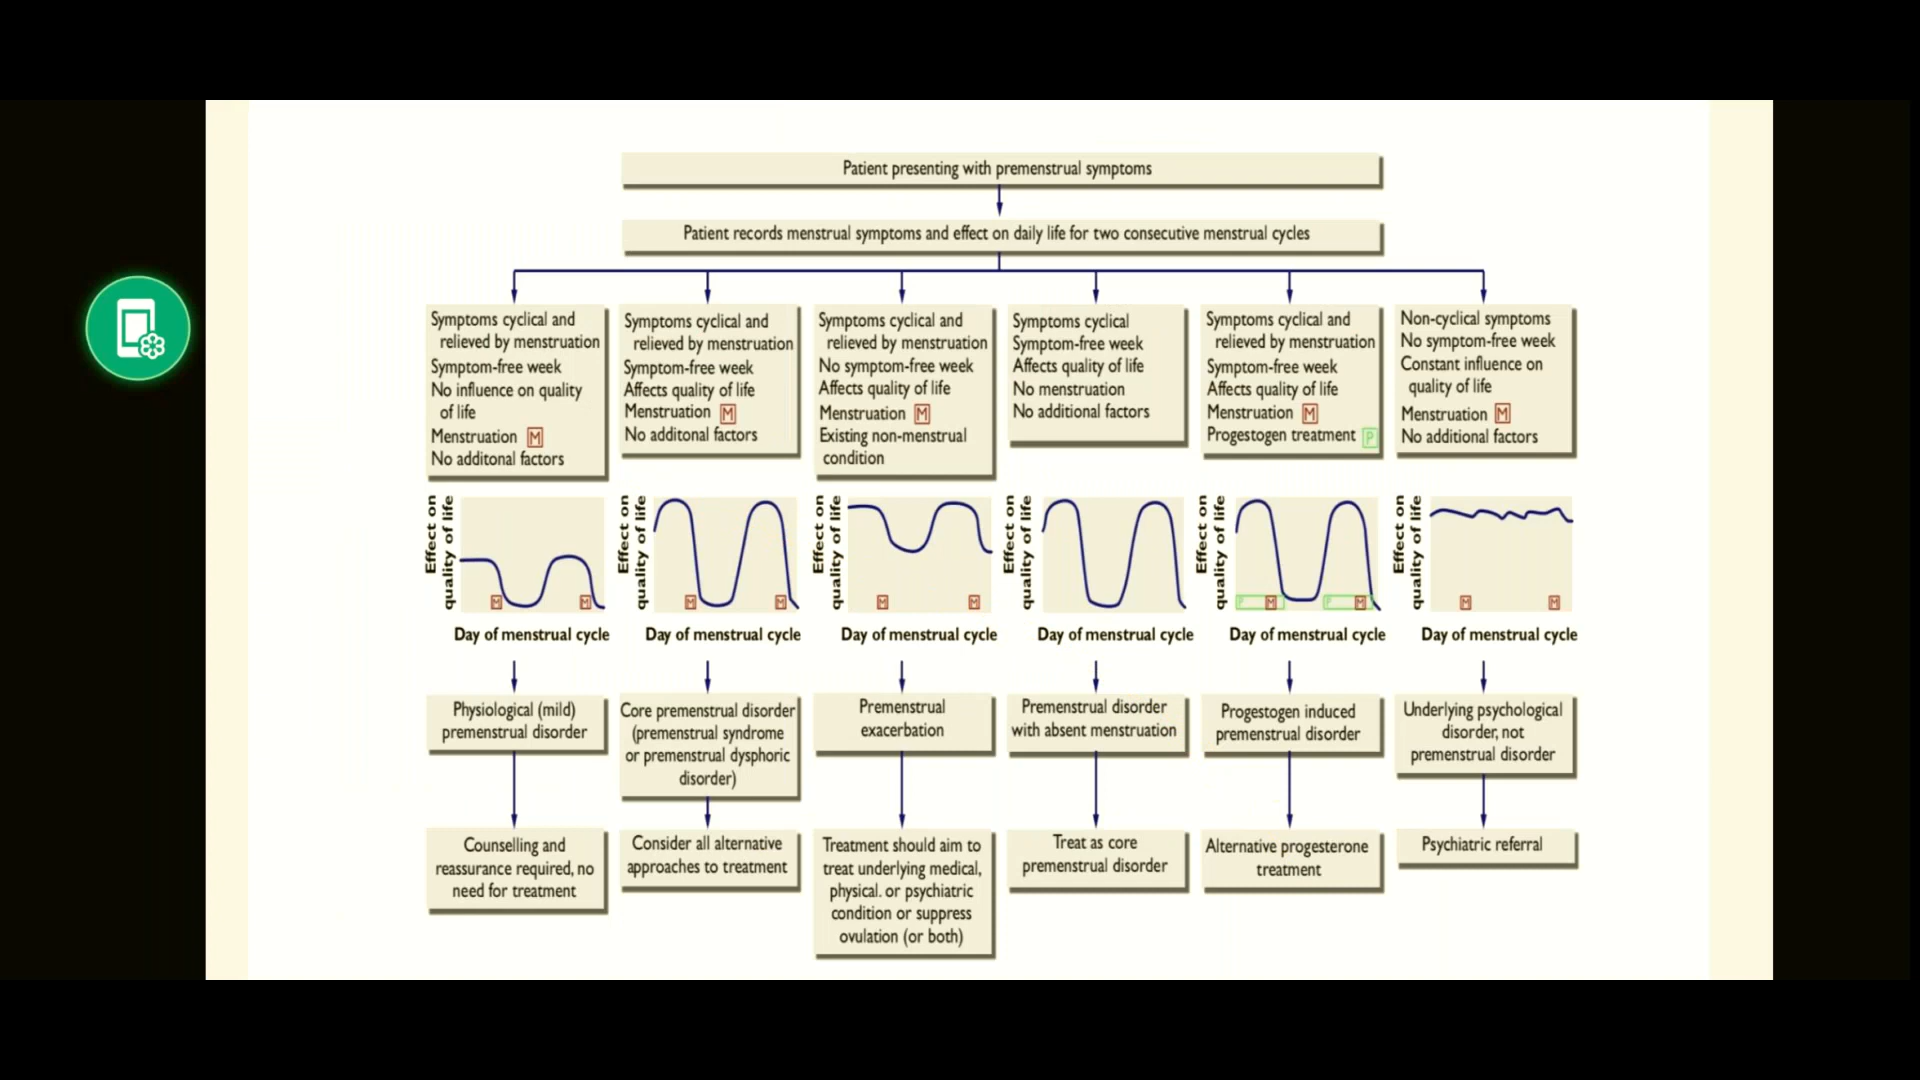 Patient presenting with premenstrual symptoms
Patient records menstrual symptoms and effect on daily life for two consecutive menstrual cycles
Symptoms cyclical and
relieved by menstruation
Symptom-free week
No influence on quality
of life
Menstruation M
No additonal factors
Symptoms cyclical and
relieved by menstruation
Symptom-free week
Affects quality of life
Menstruation M
No additonal factors
Symptoms cyclical and
relieved by menstruation
No symptom-free week
Affects quality of life
Menstruation M
Existing non-menstrual
condition
Symptoms cyclical
Symptom-free week
Affects quality of life
No menstruation
No additional factors
Symptoms cyclical and
relieved by menstruation
Symptom-free week
Affects quality of life
Menstruation M
Progestogen treatment P
Non-cyclical symptoms
No symptom-free week
Constant influence on
quality of life
Menstruation M
No additional factors
Effect on
quality of life
M M
Day of menstrual cycle
Effect on
quality of life
M M
Day of menstrual cycle
Effect on
quality of life
M M
Day of menstrual cycle
Effect on
quality of life
Day of menstrual cycle
Effect on
quality of life
P M P M
Day of menstrual cycle
Effect on
quality of life
M M
Day of menstrual cycle
Physiological (mild)
premenstrual disorder
Core premenstrual disorder
(premenstrual syndrome
or premenstrual dysphoric
disorder)
Premenstrual
exacerbation
Premenstrual disorder
with absent menstruation
Progestogen induced
premenstrual disorder
Underlying psychological
disorder, not
premenstrual disorder
Counselling and
reassurance required, no
need for treatment
Consider all alternative
approaches to treatment
Treatment should aim to
treat underlying medical,
physical. or psychiatric
condition or suppress
ovulation (or both)
Treat as core
premenstrual disorder
Alternative progesterone
treatment
Psychiatric referral